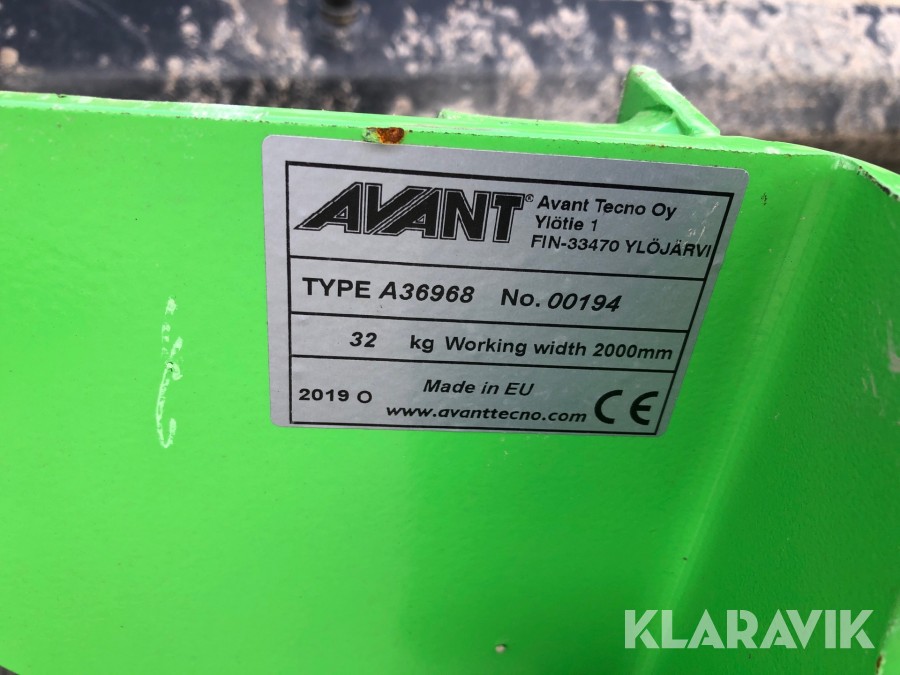 AVANT®
Avant Tecno Oy
Ylötie 1
FIN-33470 YLÖJÄRVI
TYPE A36968 No. 00194
32 kg Working width 2000mm
2019 O
Made in EU
www.avanttecno.com
CE
KLARAVIK